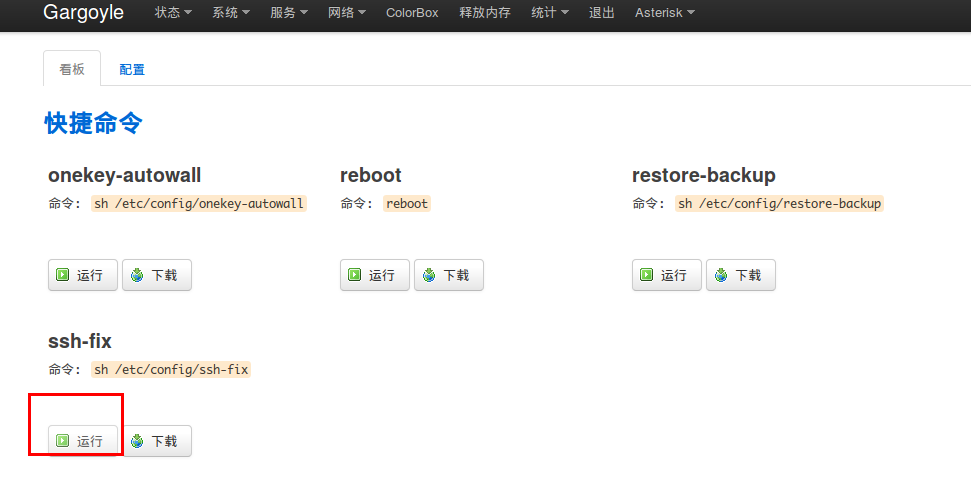 Gargoyle 状态 系统 服务 网络 ColorBox 释放内存 统计 退出 Asterisk
看板 配置
快捷命令
onekey-autowall reboot restore-backup
命令: sh /etc/config/onekey-autowall 命令: reboot 命令: sh /etc/config/restore-backup
运行 下载 运行 下载 运行 下载
ssh-fix
命令: sh /etc/config/ssh-fix
运行 下载